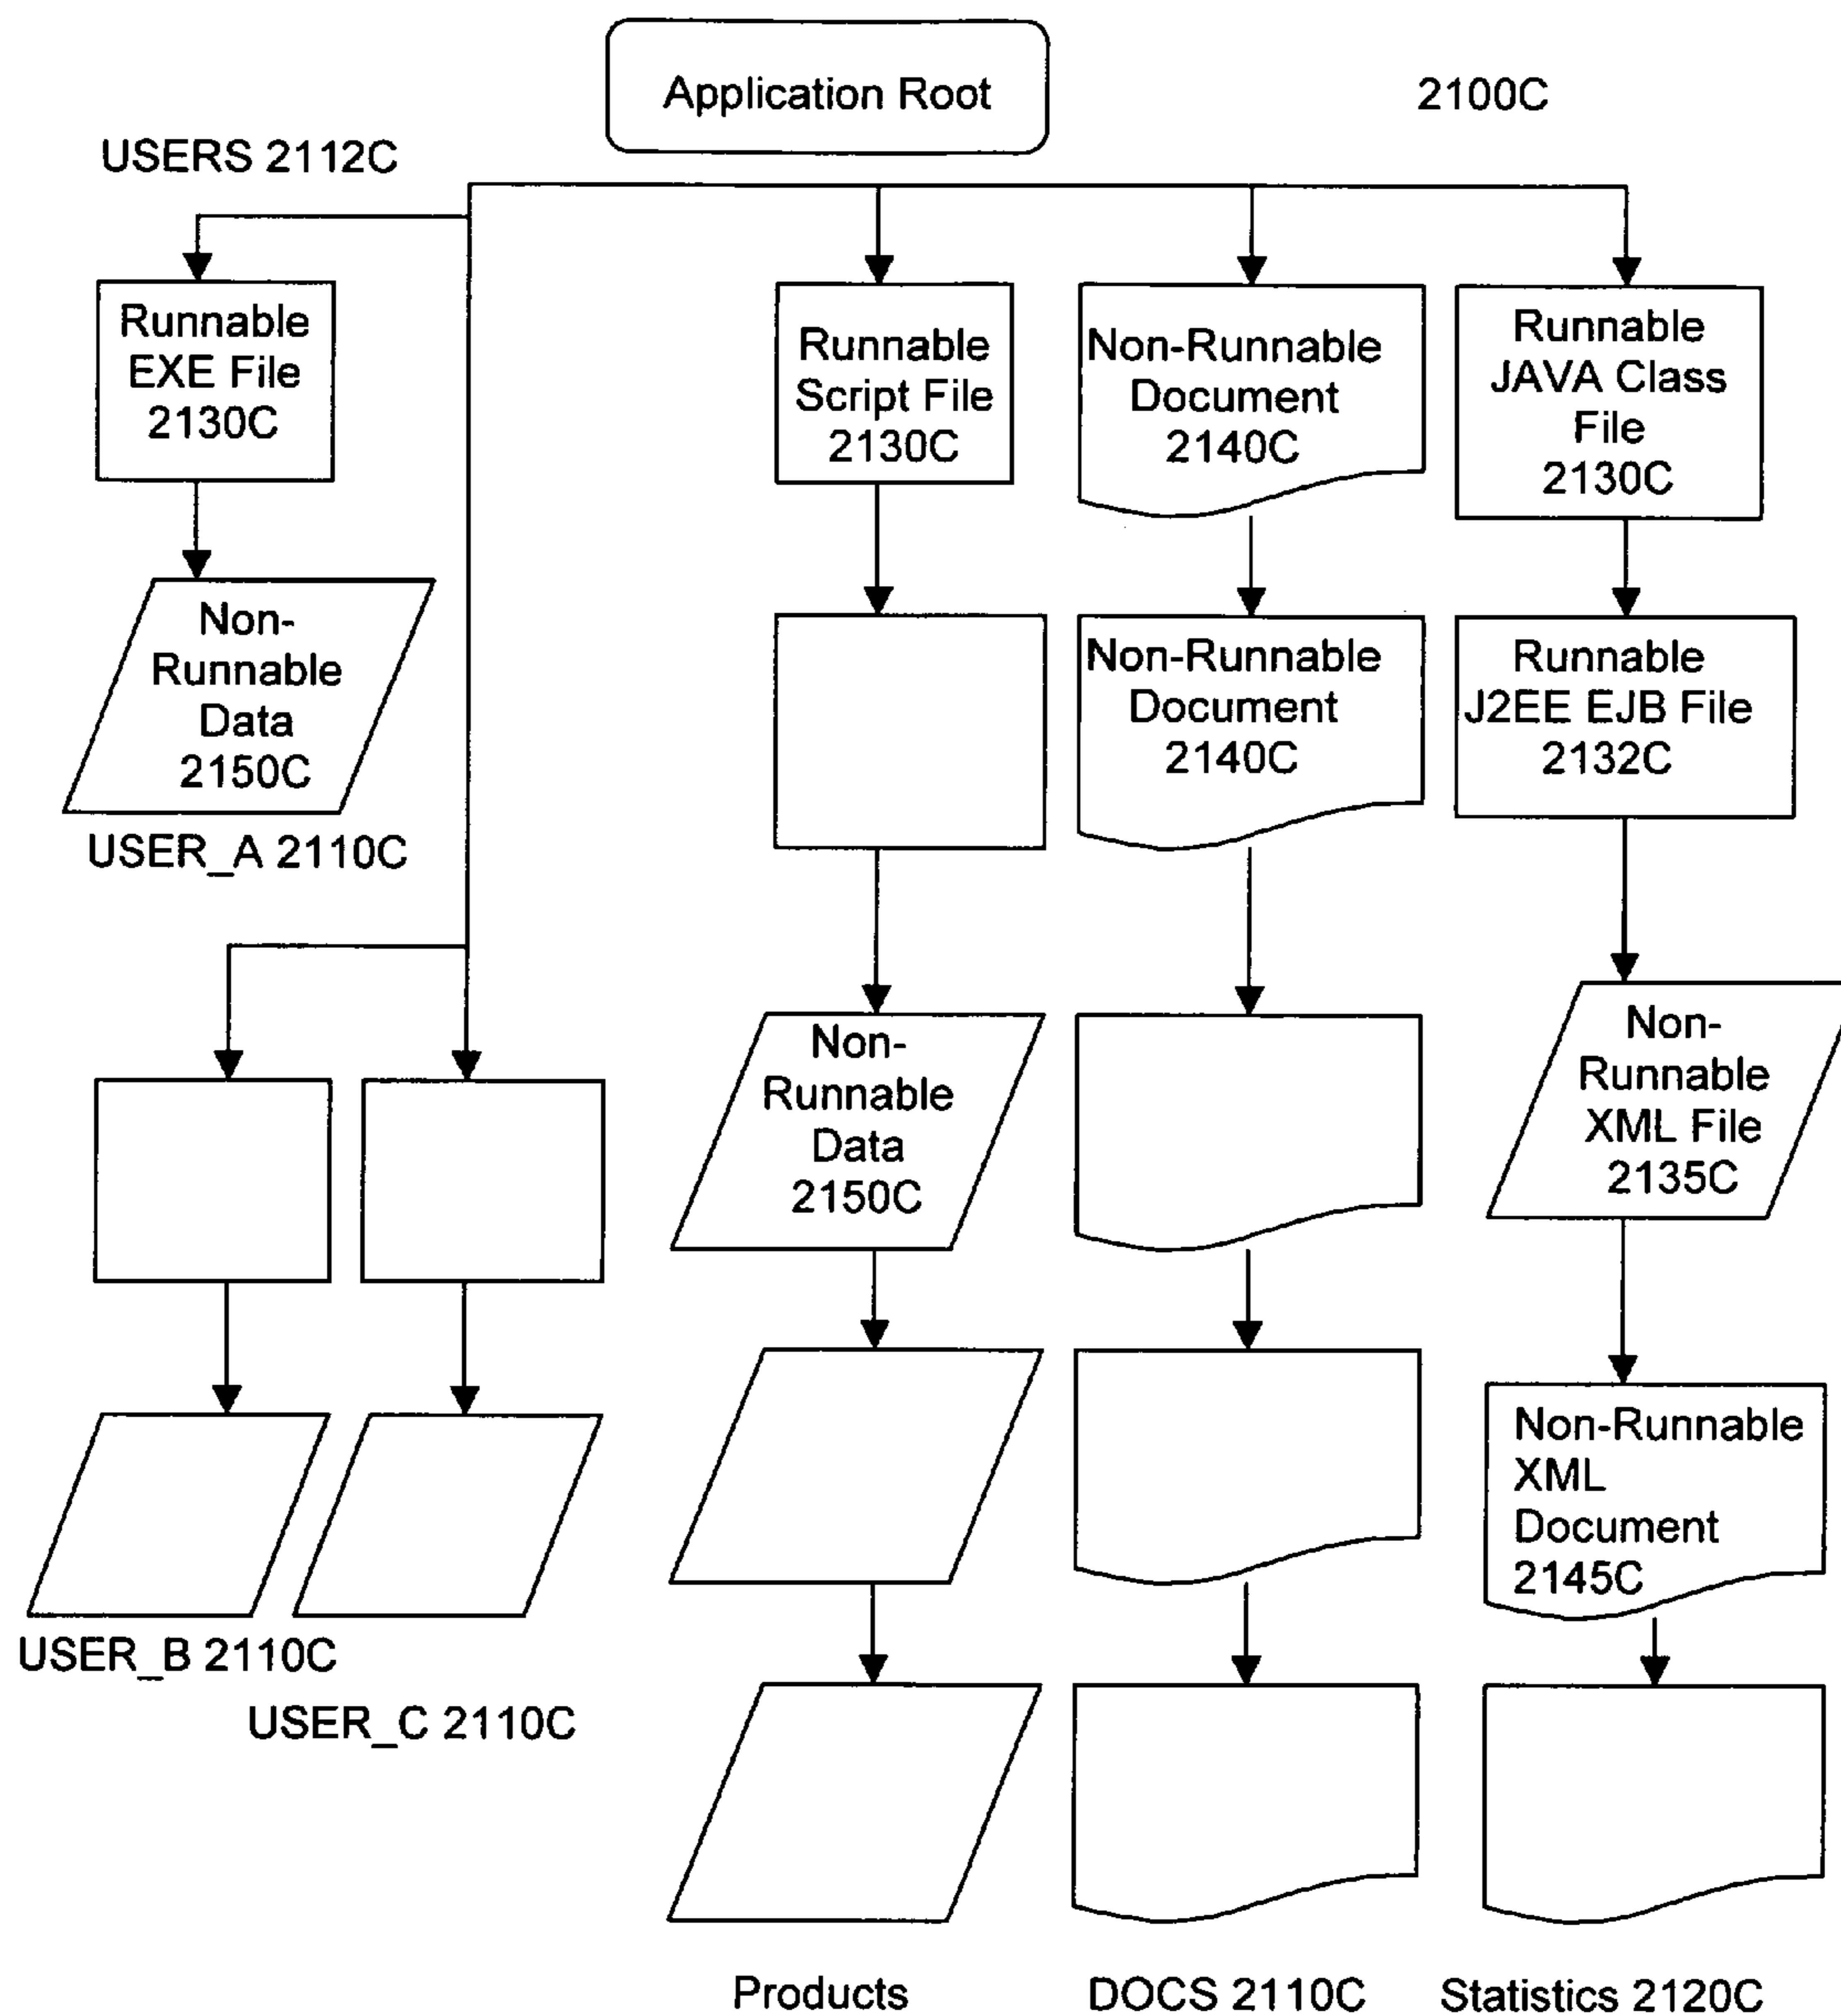 Application Root
2100C
USERS 2112C
Runnable
EXE File
2130C
Runnable
Script File
2130C
Non-Runnable
Document
2140C
Runnable
JAVA Class
File
2130C
Non-
Runnable
Data
2150C
USER_A 2110C
Non-Runnable
Document
2140C
Runnable
J2EE EJB File
2132C
Non-
Runnable
Data
2150C
Non-
Runnable
XML File
2135C
Non-Runnable
XML
Document
2145C
USER_B 2110C
USER_C 2110C
Products
DOCS 2110C
Statistics 2120C